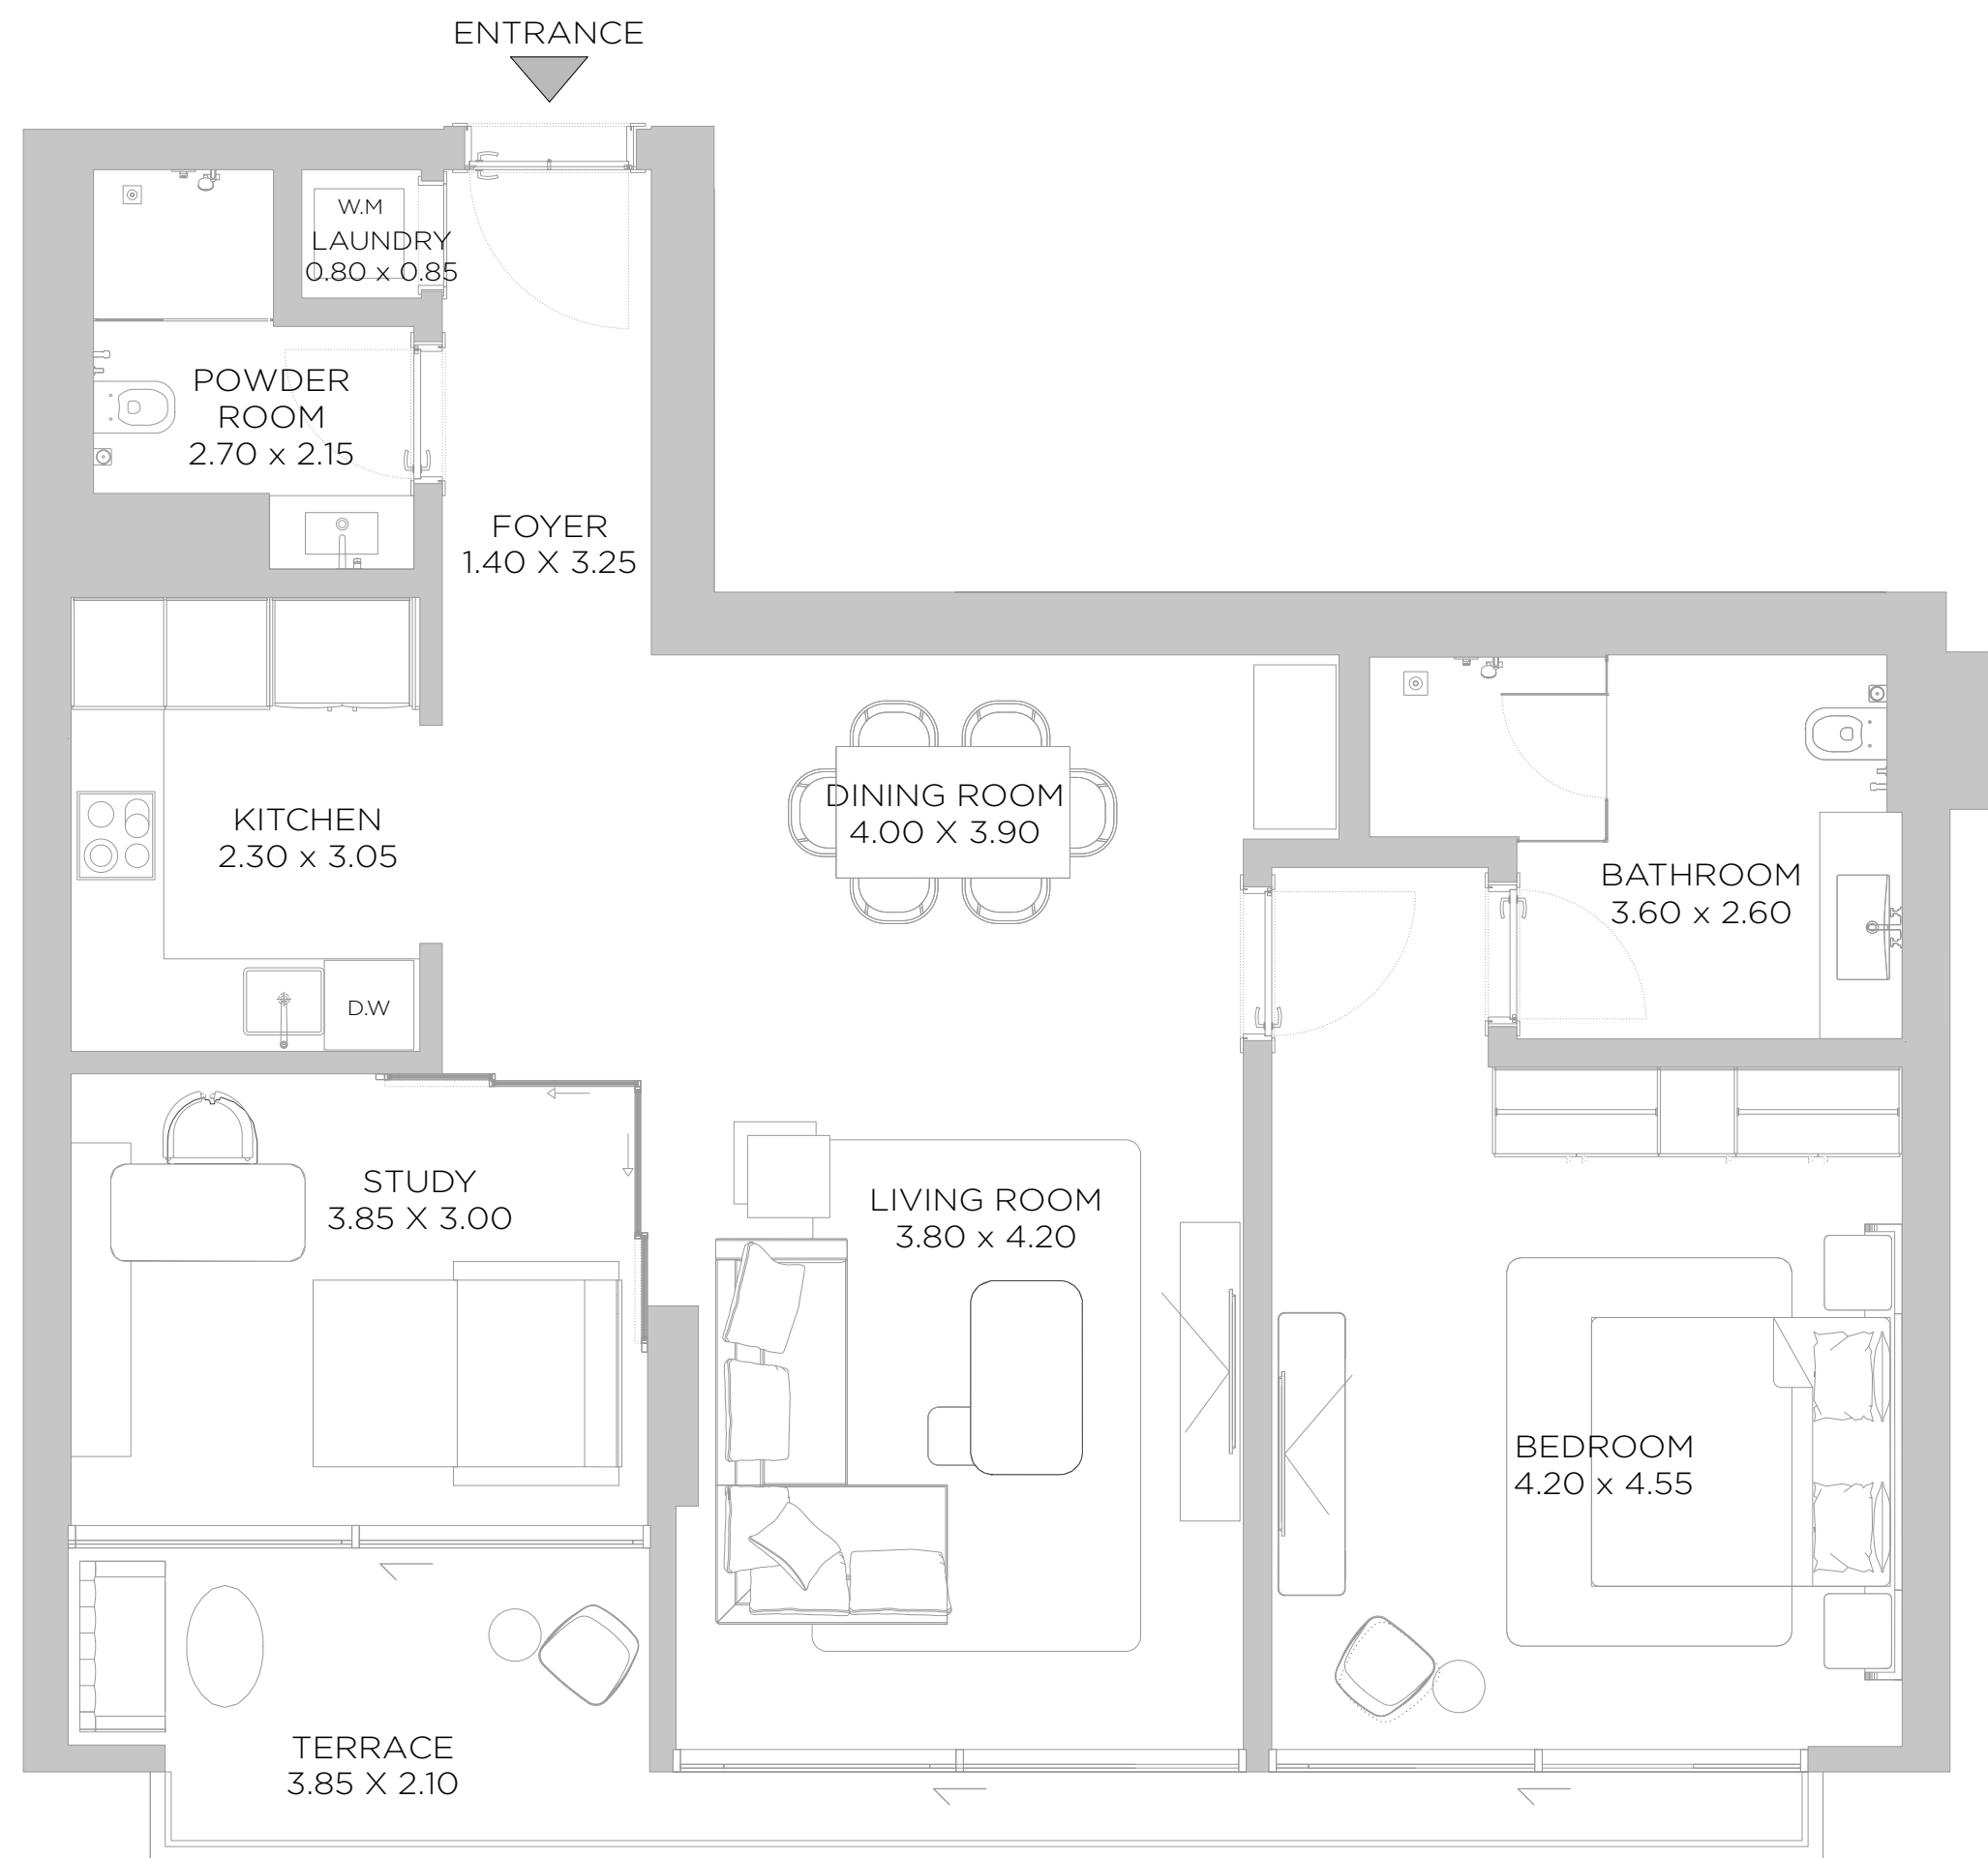 ENTRANCE
W.M
LAUNDRY
0.80 x 0.85
POWDER
ROOM
2.70 x 2.15
FOYER
1.40 X 3.25
KITCHEN
2.30 x 3.05
DINING ROOM
4.00 X 3.90
BATHROOM
3.60 x 2.60
D.W
STUDY
3.85 X 3.00
LIVING ROOM
3.80 x 4.20
BEDROOM
4.20 x 4.55
TERRACE
3.85 X 2.10